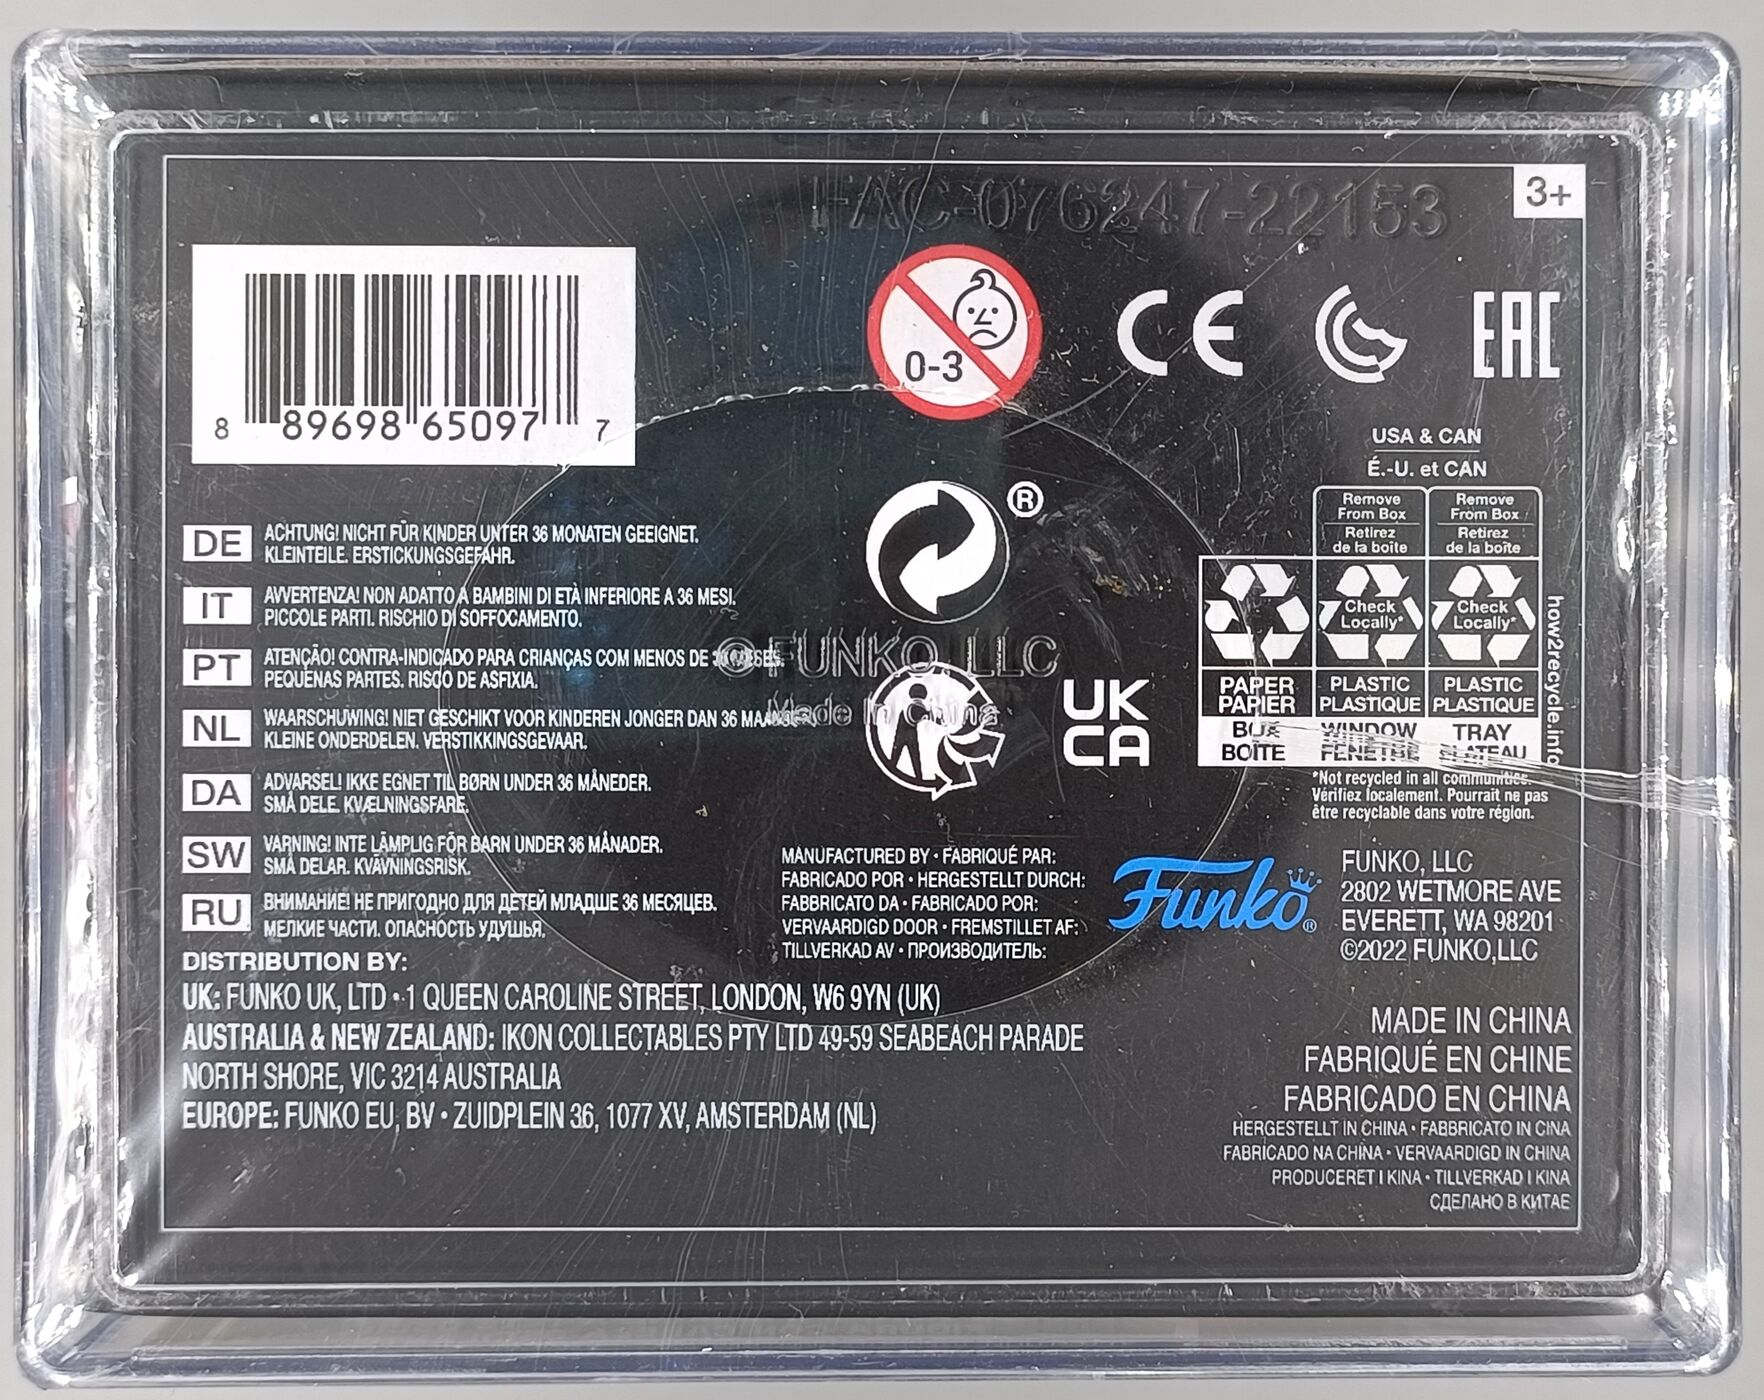 FAC-076247-22153
3+
8 89698 65097 7
0-3
CE
EAC
USA & CAN
É.-U. et CAN
Remove From Box
Retirez de la boîte
Remove From Box
Retirez de la boîte
Check Locally*
Check Locally*
PAPER
PAPIER
PLASTIC
PLASTIQUE
PLASTIC
PLASTIQUE
BOX
BOÎTE
WINDOW
FENÊTRE
TRAY
PLATEAU
how2recycle.info
*Not recycled in all communities.
Vérifiez localement. Pourrait ne pas
être recyclable dans votre région.
®
© FUNKO, LLC
Made In China
UK
CA
DE ACHTUNG! NICHT FÜR KINDER UNTER 36 MONATEN GEEIGNET.
KLEINTEILE. ERSTICKUNGSGEFAHR.
IT AVVERTENZA! NON ADATTO A BAMBINI DI ETÀ INFERIORE A 36 MESI.
PICCOLE PARTI. RISCHIO DI SOFFOCAMENTO.
PT ATENÇÃO! CONTRA-INDICADO PARA CRIANÇAS COM MENOS DE 36 MESES.
PEQUENAS PARTES. RISCO DE ASFIXIA.
NL WAARSCHUWING! NIET GESCHIKT VOOR KINDEREN JONGER DAN 36 MAANDEN.
KLEINE ONDERDELEN. VERSTIKKINGSGEVAAR.
DA ADVARSEL! IKKE EGNET TIL BØRN UNDER 36 MÅNEDER.
SMÅ DELE. KVÆLNINGSFARE.
SW VARNING! INTE LÄMPLIG FÖR BARN UNDER 36 MÅNADER.
SMÅ DELAR. KVÄVNINGSRISK.
RU ВНИМАНИЕ! НЕ ПРИГОДНО ДЛЯ ДЕТЕЙ МЛАДШЕ 36 МЕСЯЦЕВ.
МЕЛКИЕ ЧАСТИ. ОПАСНОСТЬ УДУШЬЯ.
MANUFACTURED BY • FABRIQUÉ PAR:
FABRICADO POR • HERGESTELLT DURCH:
FABBRICATO DA • FABRICADO POR:
VERVAARDIGD DOOR • FREMSTILLET AF:
TILLVERKAD AV • ПРОИЗВОДИТЕЛЬ:
Funko®
FUNKO, LLC
2802 WETMORE AVE
EVERETT, WA 98201
©2022 FUNKO,LLC
DISTRIBUTION BY:
UK: FUNKO UK, LTD • 1 QUEEN CAROLINE STREET, LONDON, W6 9YN (UK)
AUSTRALIA & NEW ZEALAND: IKON COLLECTABLES PTY LTD 49-59 SEABEACH PARADE
NORTH SHORE, VIC 3214 AUSTRALIA
EUROPE: FUNKO EU, BV • ZUIDPLEIN 36, 1077 XV, AMSTERDAM (NL)
MADE IN CHINA
FABRIQUÉ EN CHINE
FABRICADO EN CHINA
HERGESTELLT IN CHINA • FABBRICATO IN CINA
FABRICADO NA CHINA • VERVAARDIGD IN CHINA
PRODUCERET I KINA • TILLVERKAD I KINA
СДЕЛАНО В КИТАЕ